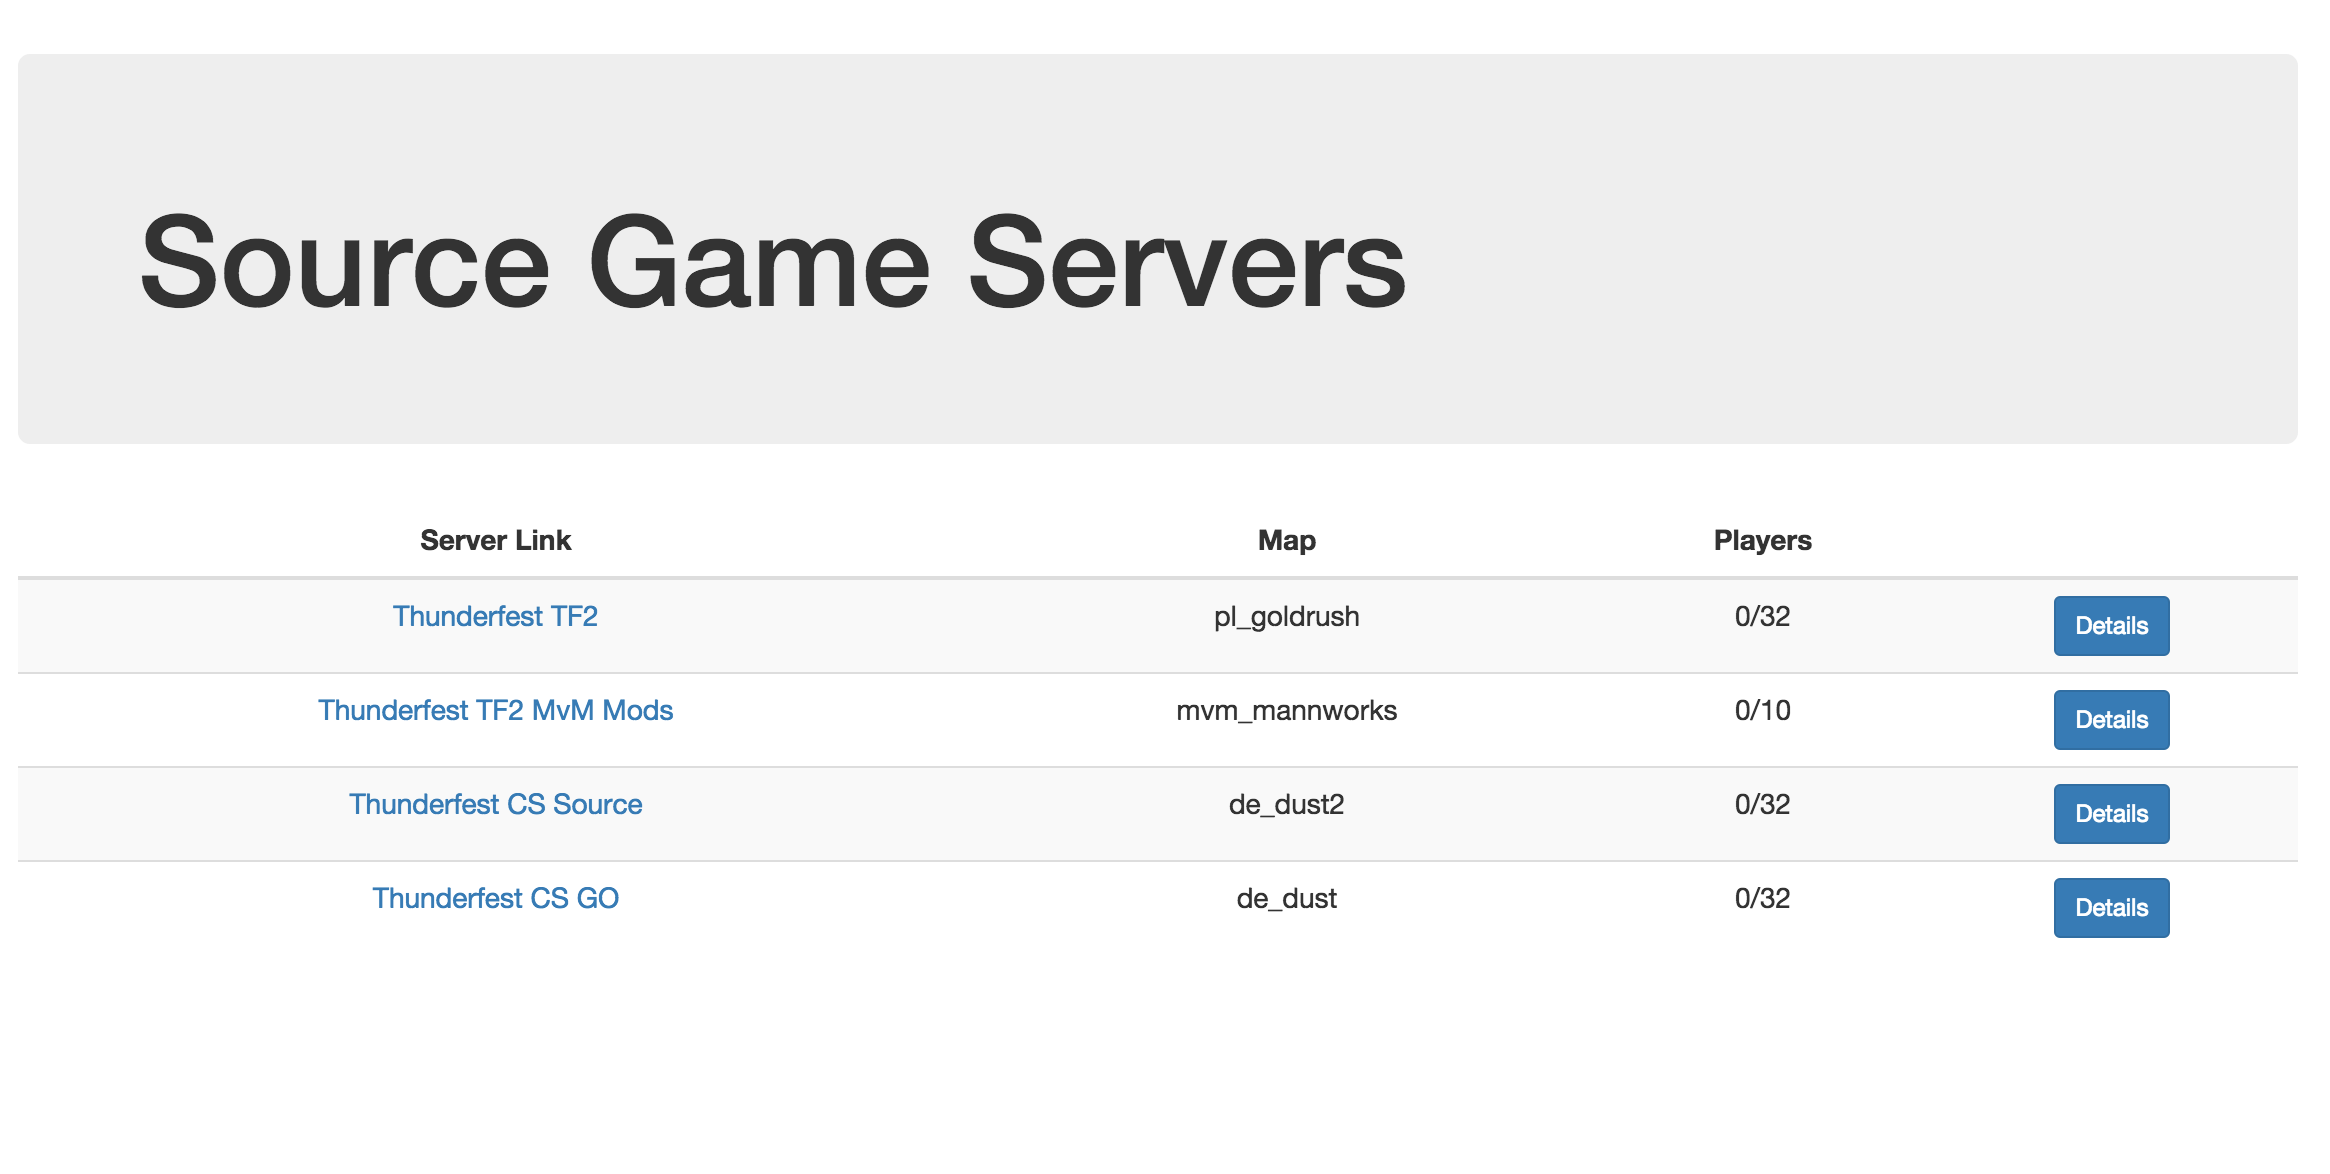 Source Game Servers
Server Link Map Players
Thunderfest TF2 pl_goldrush 0/32 Details
Thunderfest TF2 MvM Mods mvm_mannworks 0/10 Details
Thunderfest CS Source de_dust2 0/32 Details
Thunderfest CS GO de_dust 0/32 Details